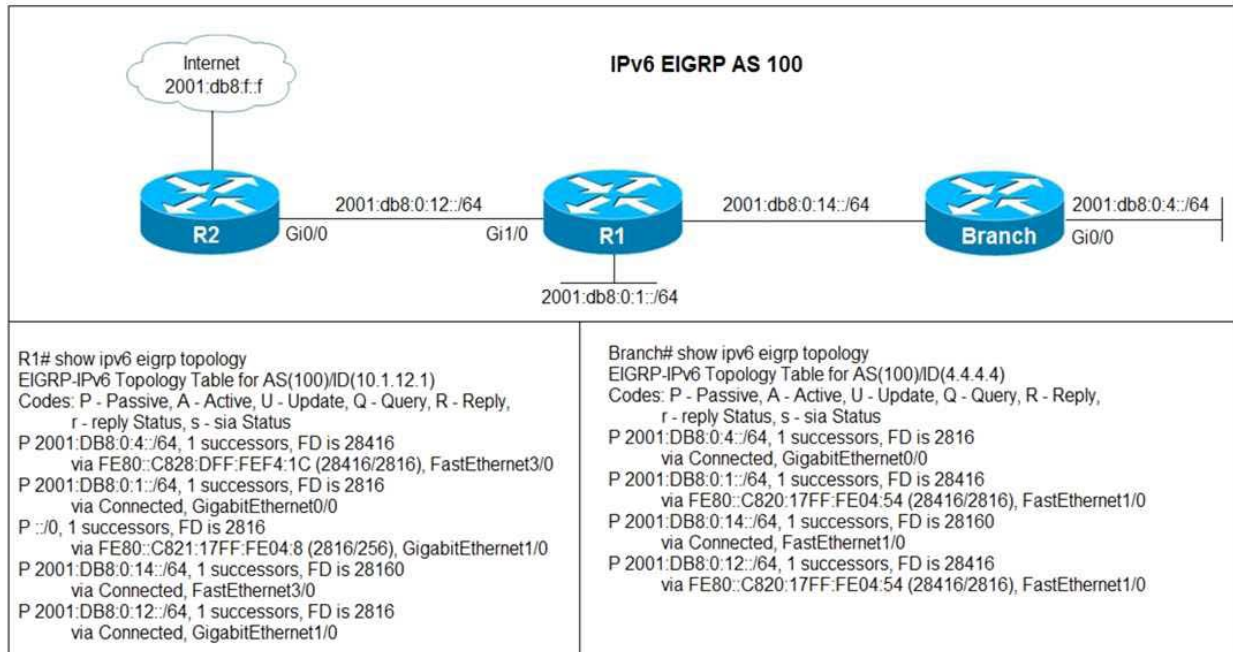 Internet
2001:db8:f::f
IPv6 EIGRP AS 100
2001:db8:0:12::/64
2001:db8:0:14::/64
2001:db8:0:4::/64
R2
Gi0/0
Gi1/0
R1
Branch
Gi0/0
2001:db8:0:1::/64
R1# show ipv6 eigrp topology
EIGRP-IPv6 Topology Table for AS(100)/ID(10.1.12.1)
Codes: P - Passive, A - Active, U - Update, Q - Query, R - Reply,
r - reply Status, s - sia Status
P 2001:DB8:0:4::/64, 1 successors, FD is 28416
via FE80::C828:DFF:FEF4:1C (28416/2816), FastEthernet3/0
P 2001:DB8:0:1::/64, 1 successors, FD is 2816
via Connected, GigabitEthernet0/0
P ::/0, 1 successors, FD is 2816
via FE80::C821:17FF:FE04:8 (2816/256), GigabitEthernet1/0
P 2001:DB8:0:14::/64, 1 successors, FD is 28160
via Connected, FastEthernet3/0
P 2001:DB8:0:12::/64, 1 successors, FD is 2816
via Connected, GigabitEthernet1/0
Branch# show ipv6 eigrp topology
EIGRP-IPv6 Topology Table for AS(100)/ID(4.4.4.4)
Codes: P - Passive, A - Active, U - Update, Q - Query, R - Reply,
r - reply Status, s - sia Status
P 2001:DB8:0:4::/64, 1 successors, FD is 2816
via Connected, GigabitEthernet0/0
P 2001:DB8:0:1::/64, 1 successors, FD is 28416
via FE80::C820:17FF:FE04:54 (28416/2816), FastEthernet1/0
P 2001:DB8:0:14::/64, 1 successors, FD is 28160
via Connected, FastEthernet1/0
P 2001:DB8:0:12::/64, 1 successors, FD is 28416
via FE80::C820:17FF:FE04:54 (28416/2816), FastEthernet1/0